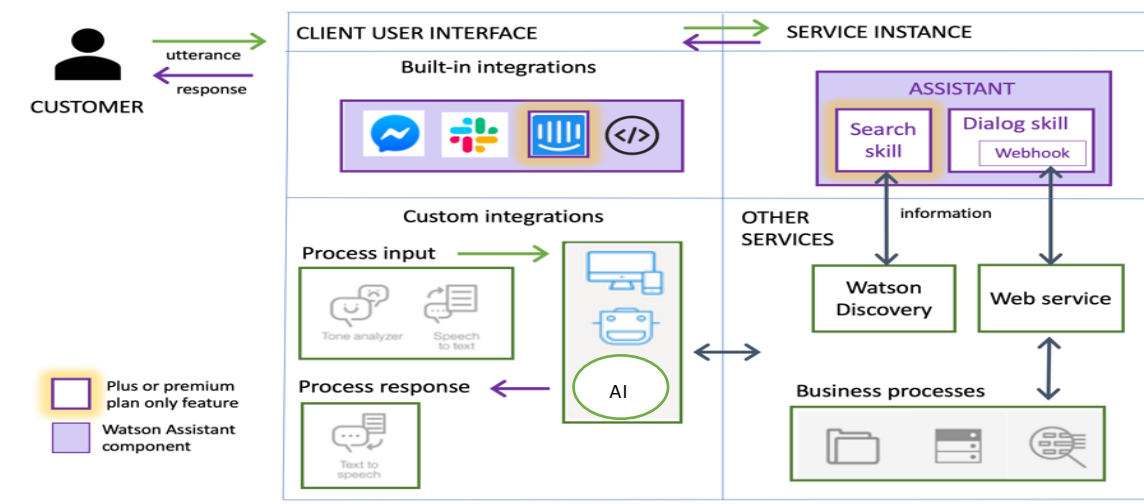 CUSTOMER
utterance
response
CLIENT USER INTERFACE
SERVICE INSTANCE
Built-in integrations
</>
ASSISTANT
Search
skill
Dialog skill
Webhook
Custom integrations
Process input
Tone analyzer
Speech
to text
AI
Process response
Text to
speech
OTHER
SERVICES
information
Watson
Discovery
Web service
Business processes
Plus or premium
plan only feature
Watson Assistant
component